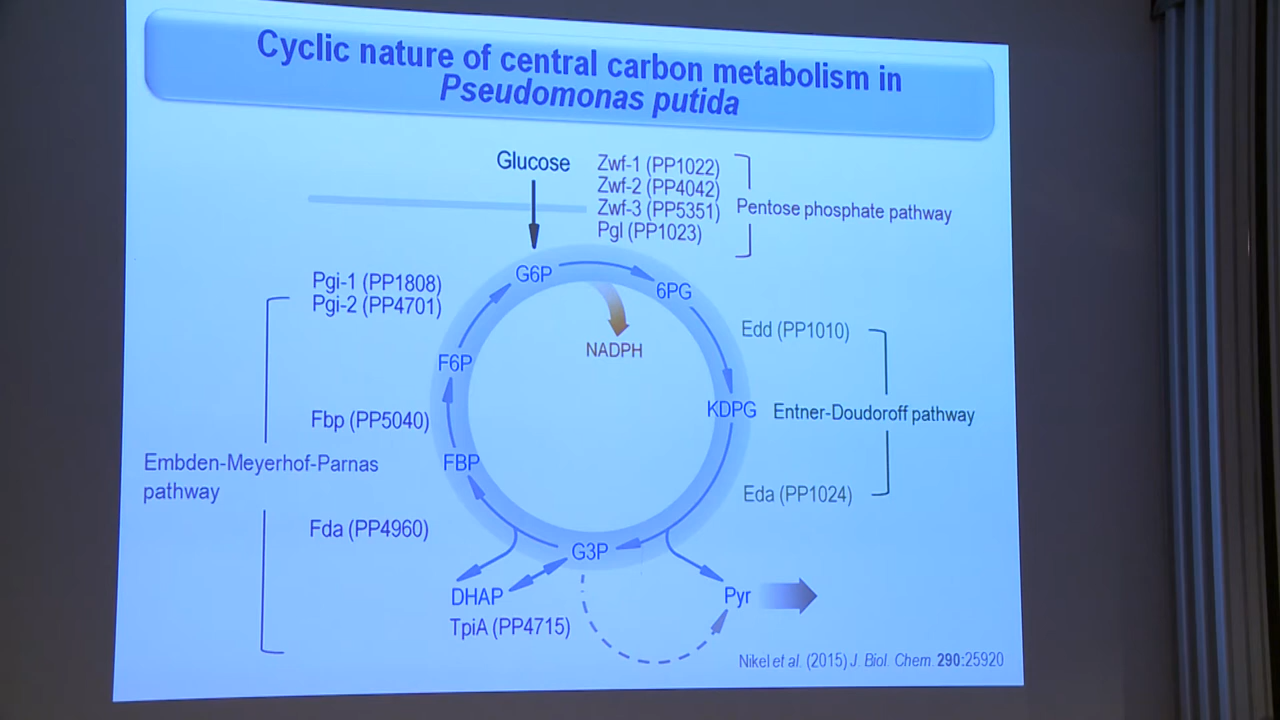 Cyclic nature of central carbon metabolism in
Pseudomonas putida
Glucose
Zwf-1 (PP1022)
Zwf-2 (PP4042)
Zwf-3 (PP5351)
Pgl (PP1023)
Pentose phosphate pathway
G6P
6PG
NADPH
Pgi-1 (PP1808)
Pgi-2 (PP4701)
F6P
Edd (PP1010)
KDPG
Entner-Doudoroff pathway
Fbp (PP5040)
FBP
Embden-Meyerhof-Parnas
pathway
Eda (PP1024)
Fda (PP4960)
G3P
DHAP
TpiA (PP4715)
Pyr
Nikel et al. (2015) J. Biol. Chem. 290:25920